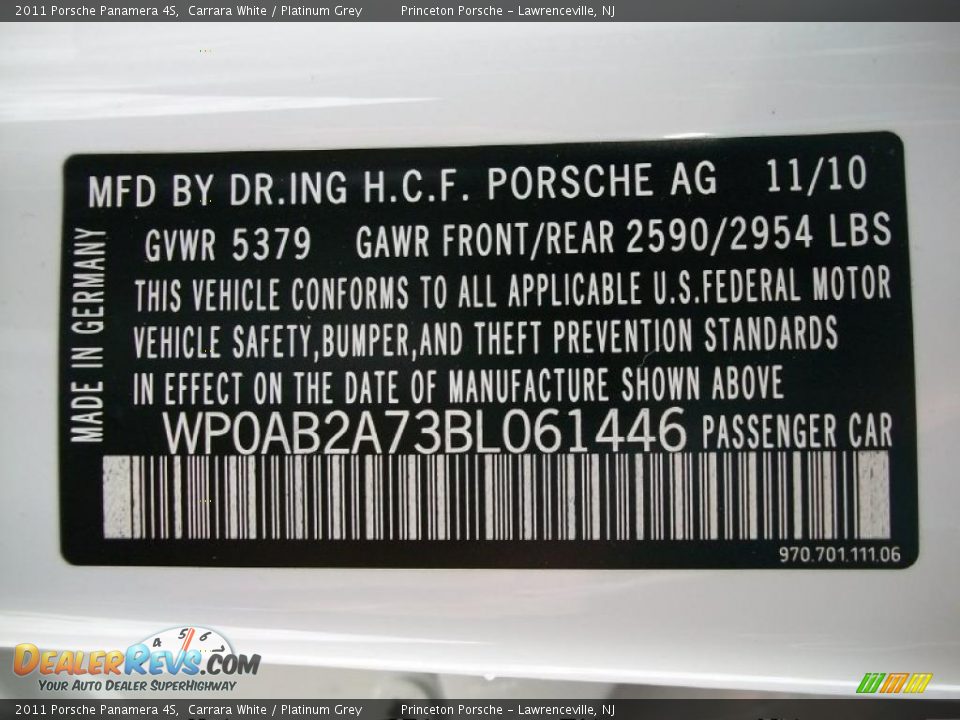 2011 Porsche Panamera 4S, Carrara White / Platinum Grey Princeton Porsche - Lawrenceville, NJ
MFD BY DR.ING H.C.F. PORSCHE AG 11/10
GVWR 5379 GAWR FRONT/REAR 2590/2954 LBS
THIS VEHICLE CONFORMS TO ALL APPLICABLE U.S.FEDERAL MOTOR
VEHICLE SAFETY,BUMPER,AND THEFT PREVENTION STANDARDS
IN EFFECT ON THE DATE OF MANUFACTURE SHOWN ABOVE
MADE IN GERMANY
WP0AB2A73BL061446 PASSENGER CAR
970.701.111.06
4 5 6 7
DEALERREVS.COM
YOUR AUTO DEALER SUPERHIGHWAY
2011 Porsche Panamera 4S, Carrara White / Platinum Grey Princeton Porsche - Lawrenceville, NJ